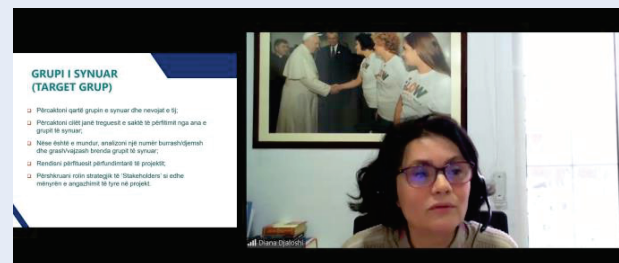 GRUPI I SYNUAR
(TARGET GRUP)
Përcaktoni qartë grupin e synuar dhe nevojat e tij;
Përcaktoni cilët janë treguesit e saktë të përfitimit nga ana e
grupit të synuar;
Nëse është e mundur, analizoni një numër burrash/djemsh
dhe grash/vajzash brenda grupit të synuar;
Rendisni përfituesit përfundimtarë të projektit;
Përshkruani rolin strategjik të 'Stakeholders' si edhe
mënyrën e angazhimit të tyre në projekt.
Diana Djaloshi